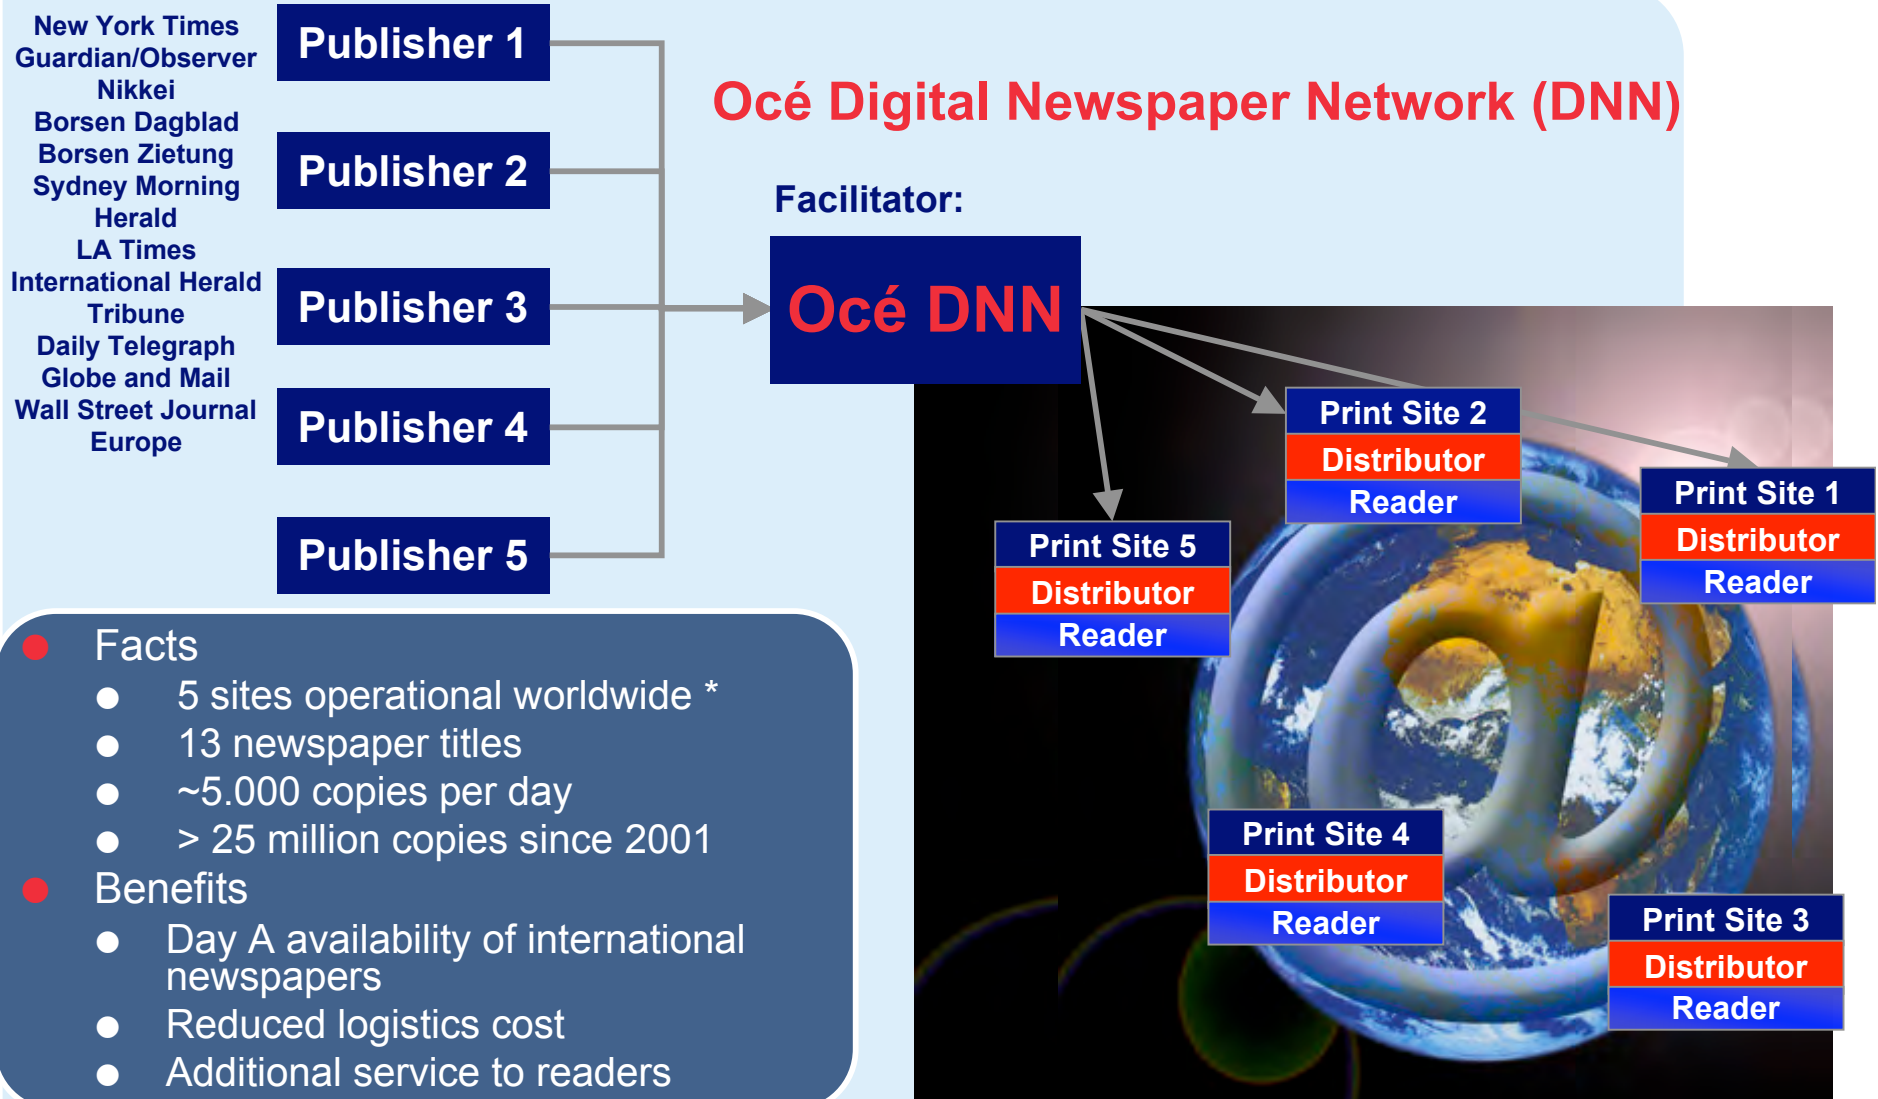 New York Times
Guardian/Observer
Nikkei
Borsen Dagblad
Borsen Zietung
Sydney Morning
Herald
LA Times
International Herald
Tribune
Daily Telegraph
Globe and Mail
Wall Street Journal
Europe
Publisher 1
Publisher 2
Publisher 3
Publisher 4
Publisher 5
Océ Digital Newspaper Network (DNN)
Facilitator:
Océ DNN
Print Site 2
Distributor
Reader
Print Site 1
Distributor
Reader
Print Site 5
Distributor
Reader
Print Site 4
Distributor
Reader
Print Site 3
Distributor
Reader
● Facts
● 5 sites operational worldwide *
● 13 newspaper titles
● ~5.000 copies per day
● > 25 million copies since 2001
● Benefits
● Day A availability of international
newspapers
● Reduced logistics cost
● Additional service to readers